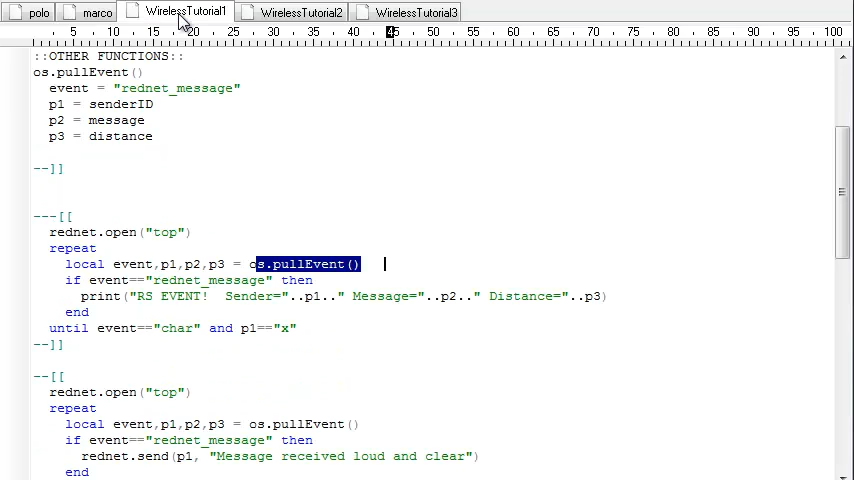 polo marco WirelessTutorial1 WirelessTutorial2 WirelessTutorial3
5 10 15 20 25 30 35 40 45 50 55 60 65 70 75 80 85 90 95 100
::OTHER FUNCTIONS::
os.pullEvent()
event = "rednet_message"
p1 = senderID
p2 = message
p3 = distance
--]]
---[[
rednet.open("top")
repeat
local event,p1,p2,p3 = os.pullEvent()
if event=="rednet_message" then
print("RS EVENT!  Sender="..p1.." Message="..p2.." Distance="..p3)
end
until event=="char" and p1=="x"
--]]
--[[
rednet.open("top")
repeat
local event,p1,p2,p3 = os.pullEvent()
if event=="rednet_message" then
rednet.send(p1, "Message received loud and clear")
end